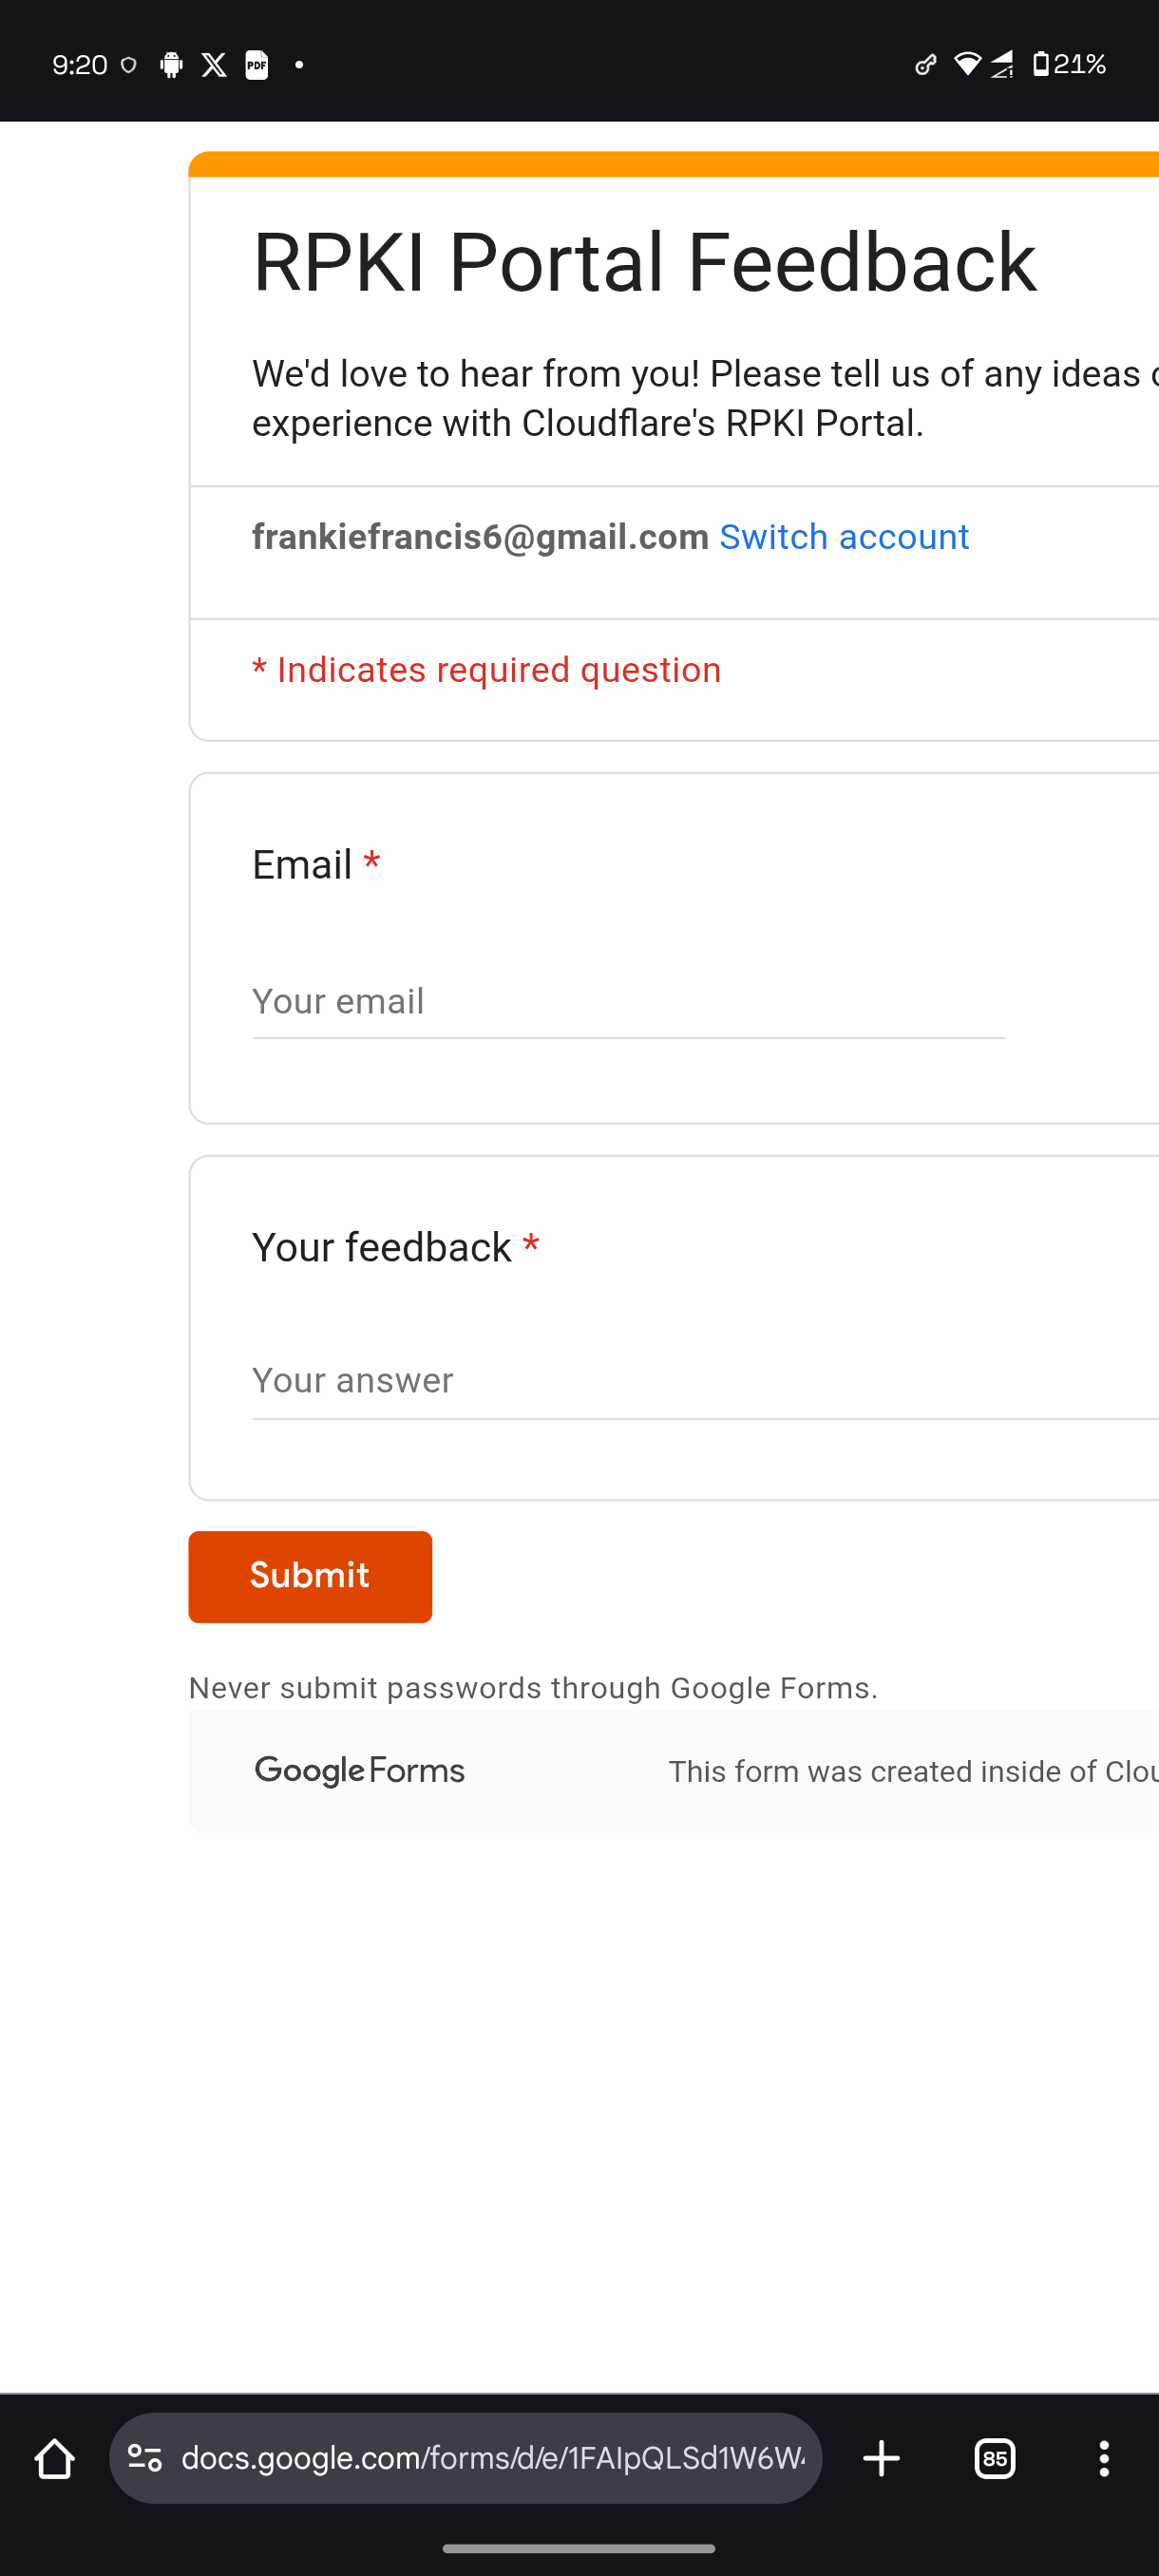 9:20
PDF
21%
RPKI Portal Feedback
We'd love to hear from you! Please tell us of any ideas
experience with Cloudflare's RPKI Portal.
frankiefrancis6@gmail.com Switch account
* Indicates required question
Email *
Your email
Your feedback *
Your answer
Submit
Never submit passwords through Google Forms.
Google Forms
This form was created inside of Clou
docs.google.com/forms/d/e/1FAIpQLSd1W6W
85